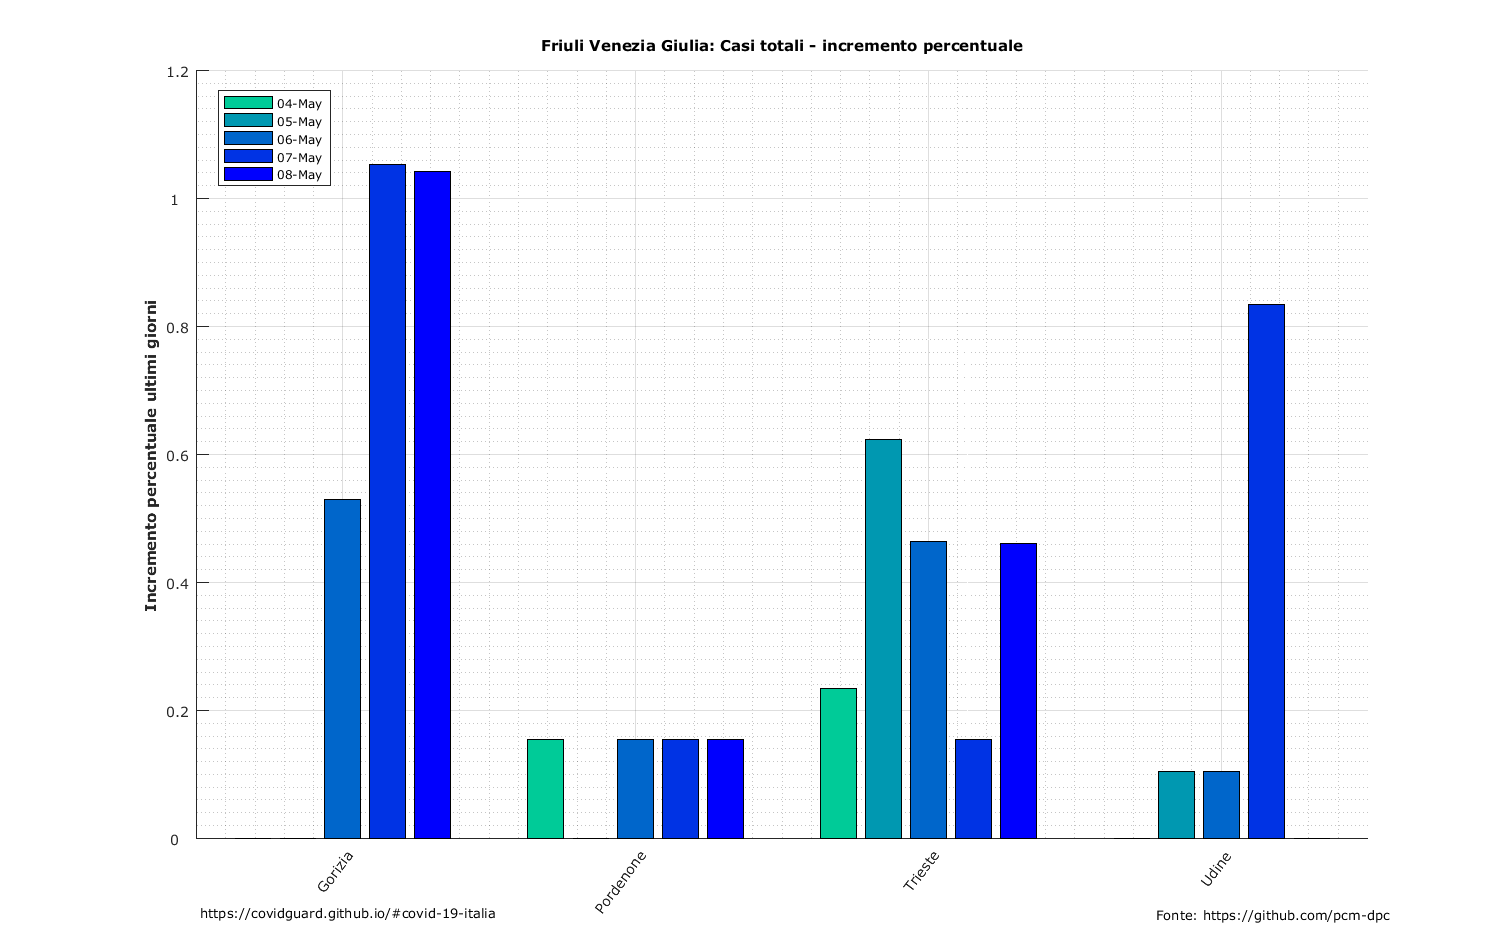 Friuli Venezia Giulia: Casi totali - incremento percentuale
1.2
1
0.8
0.6
0.4
0.2
0
Incremento percentuale ultimi giorni
04-May
05-May
06-May
07-May
08-May
Gorizia
Pordenone
Trieste
Udine
https://covidguard.github.io/#covid-19-italia
Fonte: https://github.com/pcm-dpc